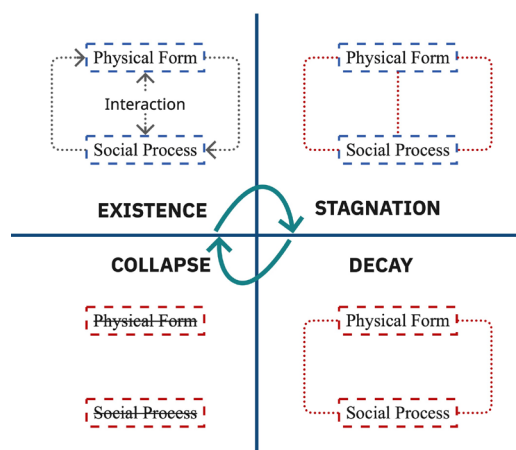 Physical Form
Interaction
Social Process
EXISTENCE
Physical Form
Social Process
STAGNATION
COLLAPSE
Physical Form
Social Process
DECAY
Physical Form
Social Process